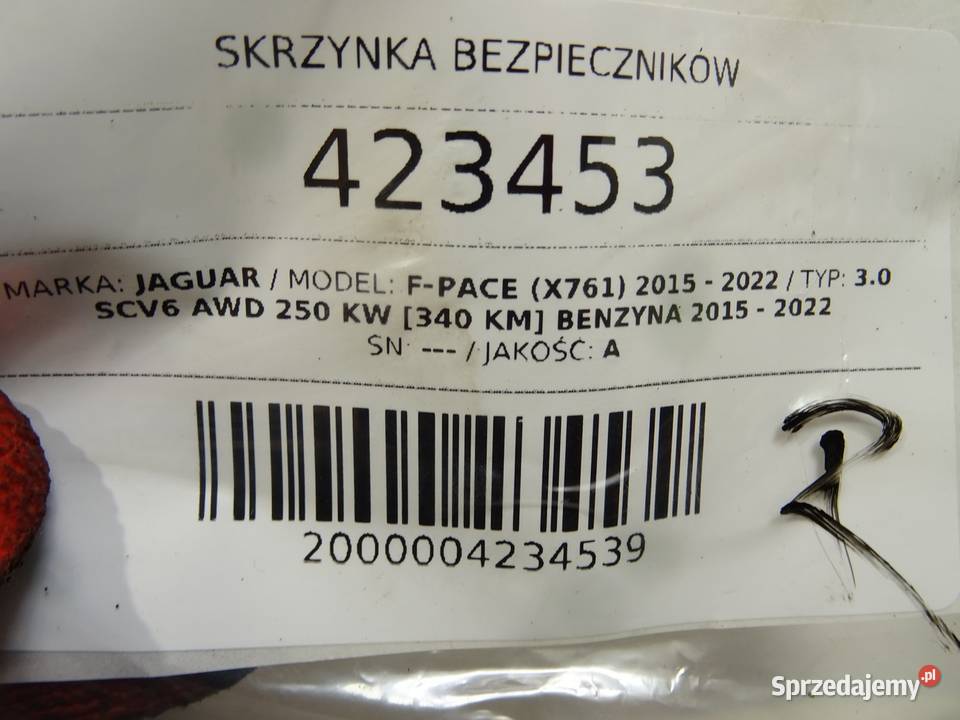 SKRZYNKA BEZPIECZNIKÓW
423453
MARKA: JAGUAR / MODEL: F-PACE (X761) 2015 - 2022 / TYP: 3.0
SCV6 AWD 250 KW [340 KM] BENZYNA 2015 - 2022
SN: --- / JAKOŚĆ: A
R
2000004234539
Sprzedajemy.pl